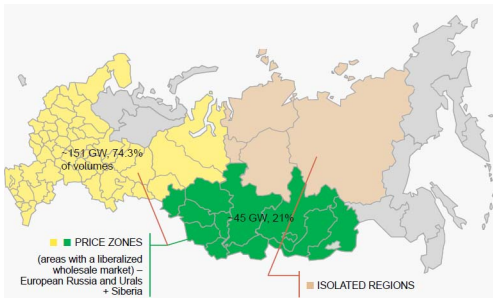 ~151 GW, 74.3%
of volumes
~45 GW, 21%
PRICE ZONES
(areas with a liberalized
wholesale market) –
European Russia and Urals
+ Siberia
ISOLATED REGIONS